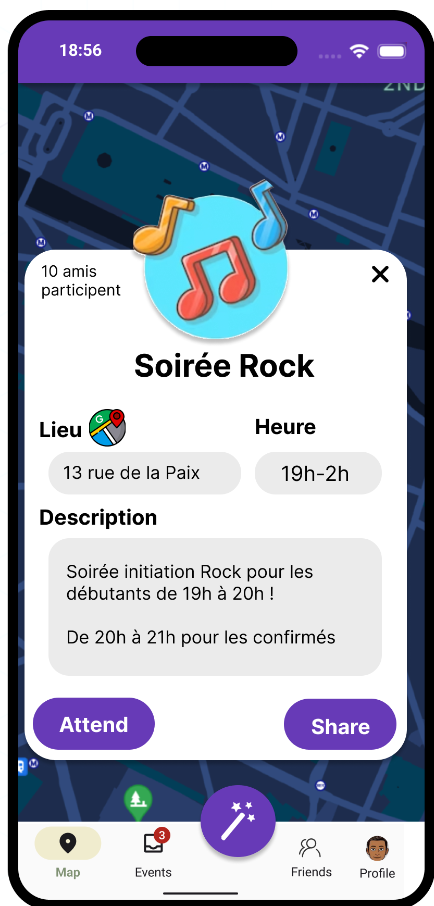 18:56
2ND
10 amis
participent
Soirée Rock
Lieu G
Heure
13 rue de la Paix
19h-2h
Description
Soirée initiation Rock pour les
débutants de 19h à 20h !
De 20h à 21h pour les confirmés
Attend
Share
3
Map
Events
Friends
Profile